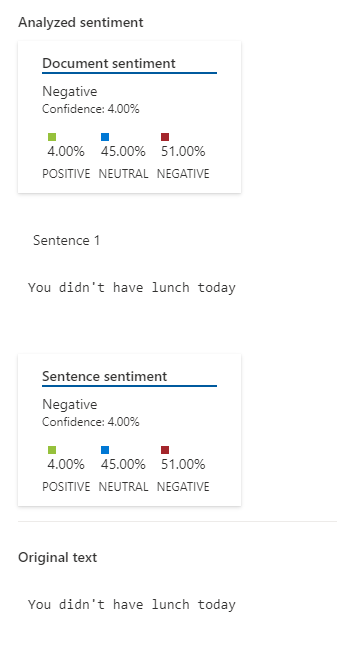 Analyzed sentiment
Document sentiment
Negative
Confidence: 4.00%
4.00% 45.00% 51.00%
POSITIVE NEUTRAL NEGATIVE
Sentence 1
You didn't have lunch today
Sentence sentiment
Negative
Confidence: 4.00%
4.00% 45.00% 51.00%
POSITIVE NEUTRAL NEGATIVE
Original text
You didn't have lunch today